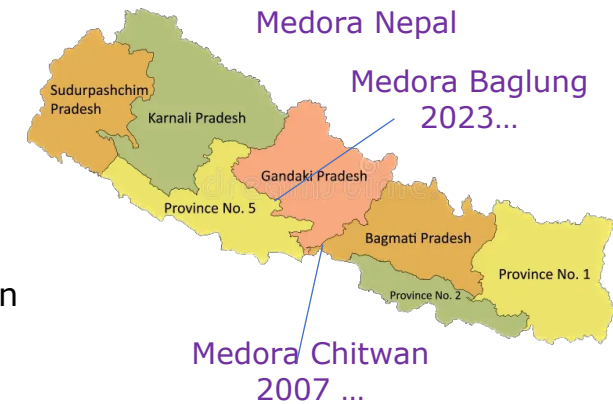 Medora Nepal
Medora Baglung
2023…
Sudurpashchim
Pradesh
Karnali Pradesh
Gandaki Pradesh
Province No. 5
Bagmati Pradesh
Province No. 1
Province No. 2
n
Medora Chitwan
2007 …